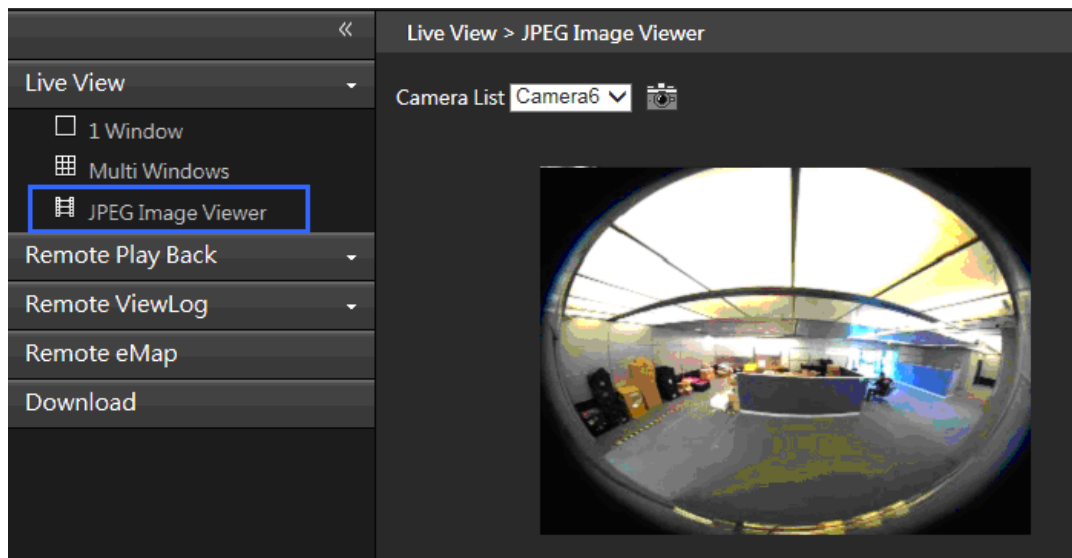 «
Live View > JPEG Image Viewer
Live View
Camera List Camera6
1 Window
Multi Windows
JPEG Image Viewer
Remote Play Back
Remote ViewLog
Remote eMap
Download